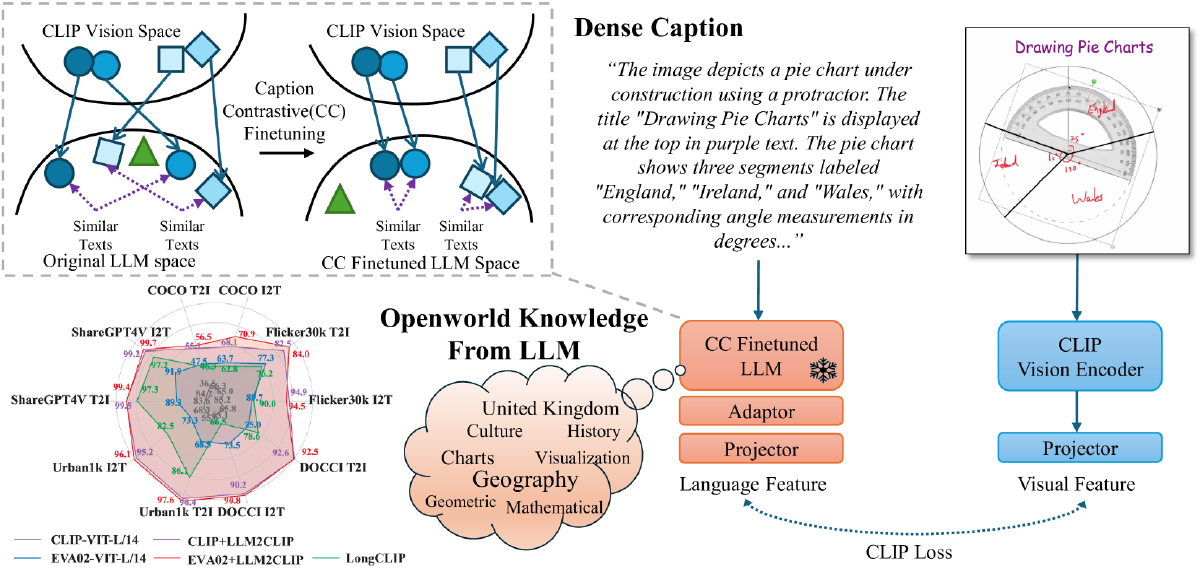 CLIP Vision Space
CLIP Vision Space
Caption
Contrastive(CC)
Finetuning
Similar
Texts
Similar
Texts
Similar
Texts
Similar
Texts
Original LLM space
CC Finetuned LLM Space
Dense Caption
“The image depicts a pie chart under
construction using a protractor. The
title "Drawing Pie Charts" is displayed
at the top in purple text. The pie chart
shows three segments labeled
"England," "Ireland," and "Wales," with
corresponding angle measurements in
degrees...”
Drawing Pie Charts
England
Ireland
Wales
COCO T2I
COCO I2T
ShareGPT4V I2T
Flicker30k T2I
ShareGPT4V T2I
Flicker30k I2T
Urban1k I2T
DOCCI T2I
Urban1k T2I
DOCCI I2T
56.5
70.9
68.1
82.5
84.0
99.7
99.2
97.2
91.9
47.5
63.7
77.3
62.8
76.2
99.4
97.3
99.5
89.3
94.9
94.5
90.0
82.5
73.3
75.0
78.6
96.1
95.2
92.6
92.5
68.5
73.5
66.5
86.2
97.6
90.2
90.8
CLIP-VIT-L/14
CLIP+LLM2CLIP
EVA02-VIT-L/14
EVA02+LLM2CLIP
LongCLIP
Openworld Knowledge
From LLM
United Kingdom
Culture
History
Charts
Visualization
Geography
Geometric
Mathematical
CC Finetuned
LLM
Adaptor
Projector
Language Feature
CLIP
Vision Encoder
Projector
Visual Feature
CLIP Loss